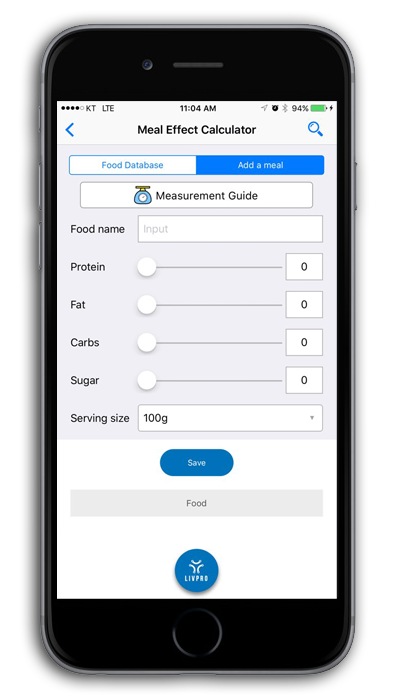 KT LTE 11:04 AM 94%
Meal Effect Calculator
Food Database Add a meal
Measurement Guide
Food name Input
Protein 0
Fat 0
Carbs 0
Sugar 0
Serving size 100g
Save
Food
LIVPRO